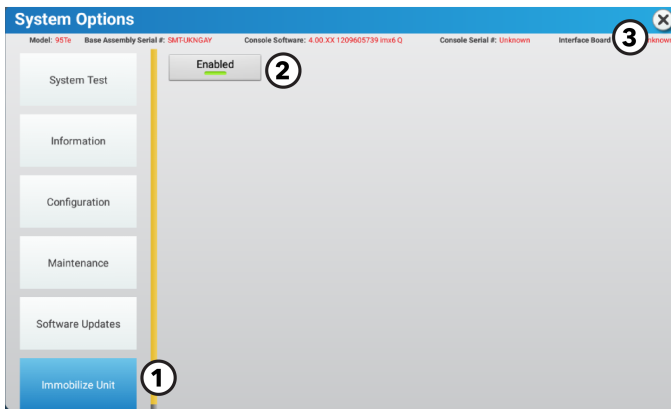 System Options
Model: 95Te Base Assembly Serial #: SMT-UKNGAY Console Software: 4.00.XX 1209605739 imx6 Q Console Serial #: Unknown Interface Board
3
System Test
Enabled
2
Information
Configuration
Maintenance
Software Updates
Immobilize Unit
1